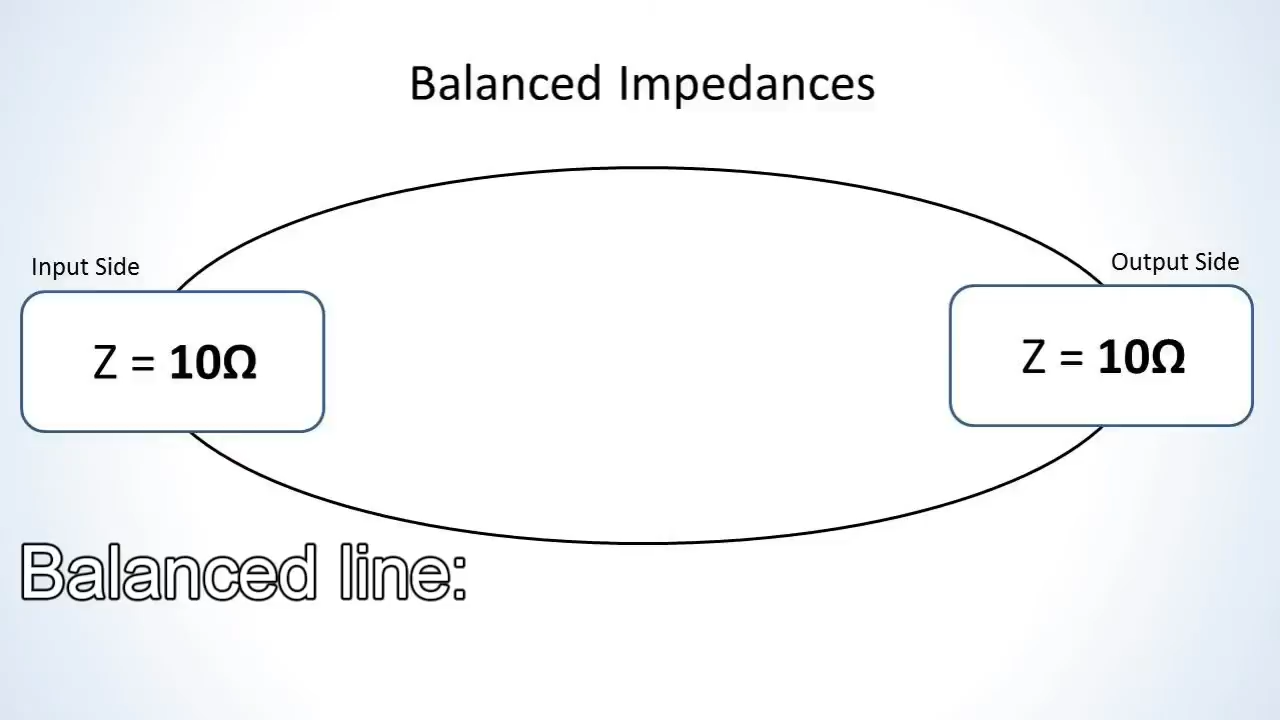 Balanced Impedances
Input Side
Output Side
Z = 10Ω
Z = 10Ω
Balanced line: